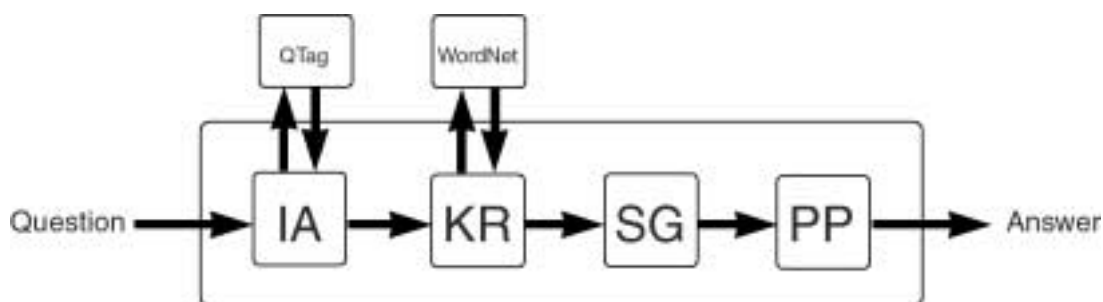 QTag
WordNet
Question
IA
KR
SG
PP
Answer